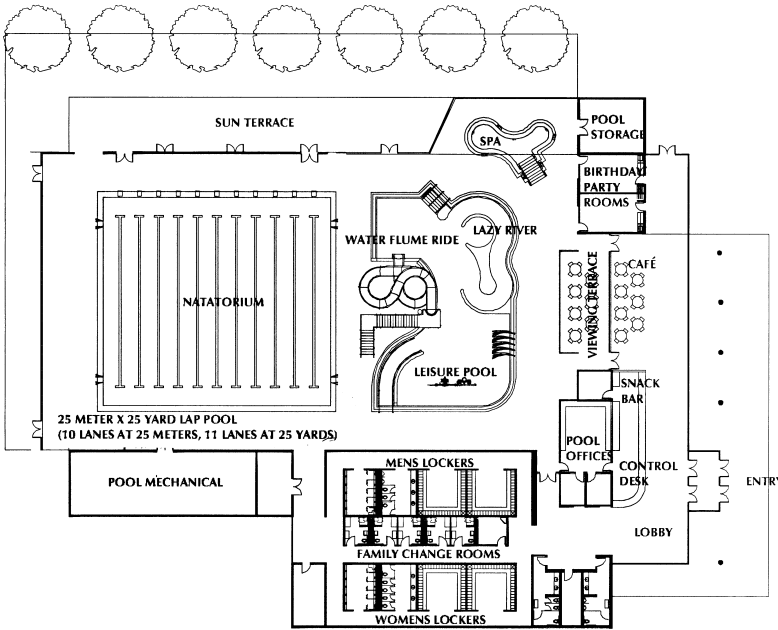 SUN TERRACE
SPA
POOL
STORAGE
BIRTHDAY
PARTY
ROOMS
WATER FLUME RIDE
LAZY RIVER
NATATORIUM
VIEWING TERRACE
CAFÉ
LEISURE POOL
SNACK
BAR
25 METER X 25 YARD LAP POOL
(10 LANES AT 25 METERS, 11 LANES AT 25 YARDS)
POOL
OFFICES
MENS LOCKERS
CONTROL
DESK
ENTRY
POOL MECHANICAL
LOBBY
FAMILY CHANGE ROOMS
WOMENS LOCKERS